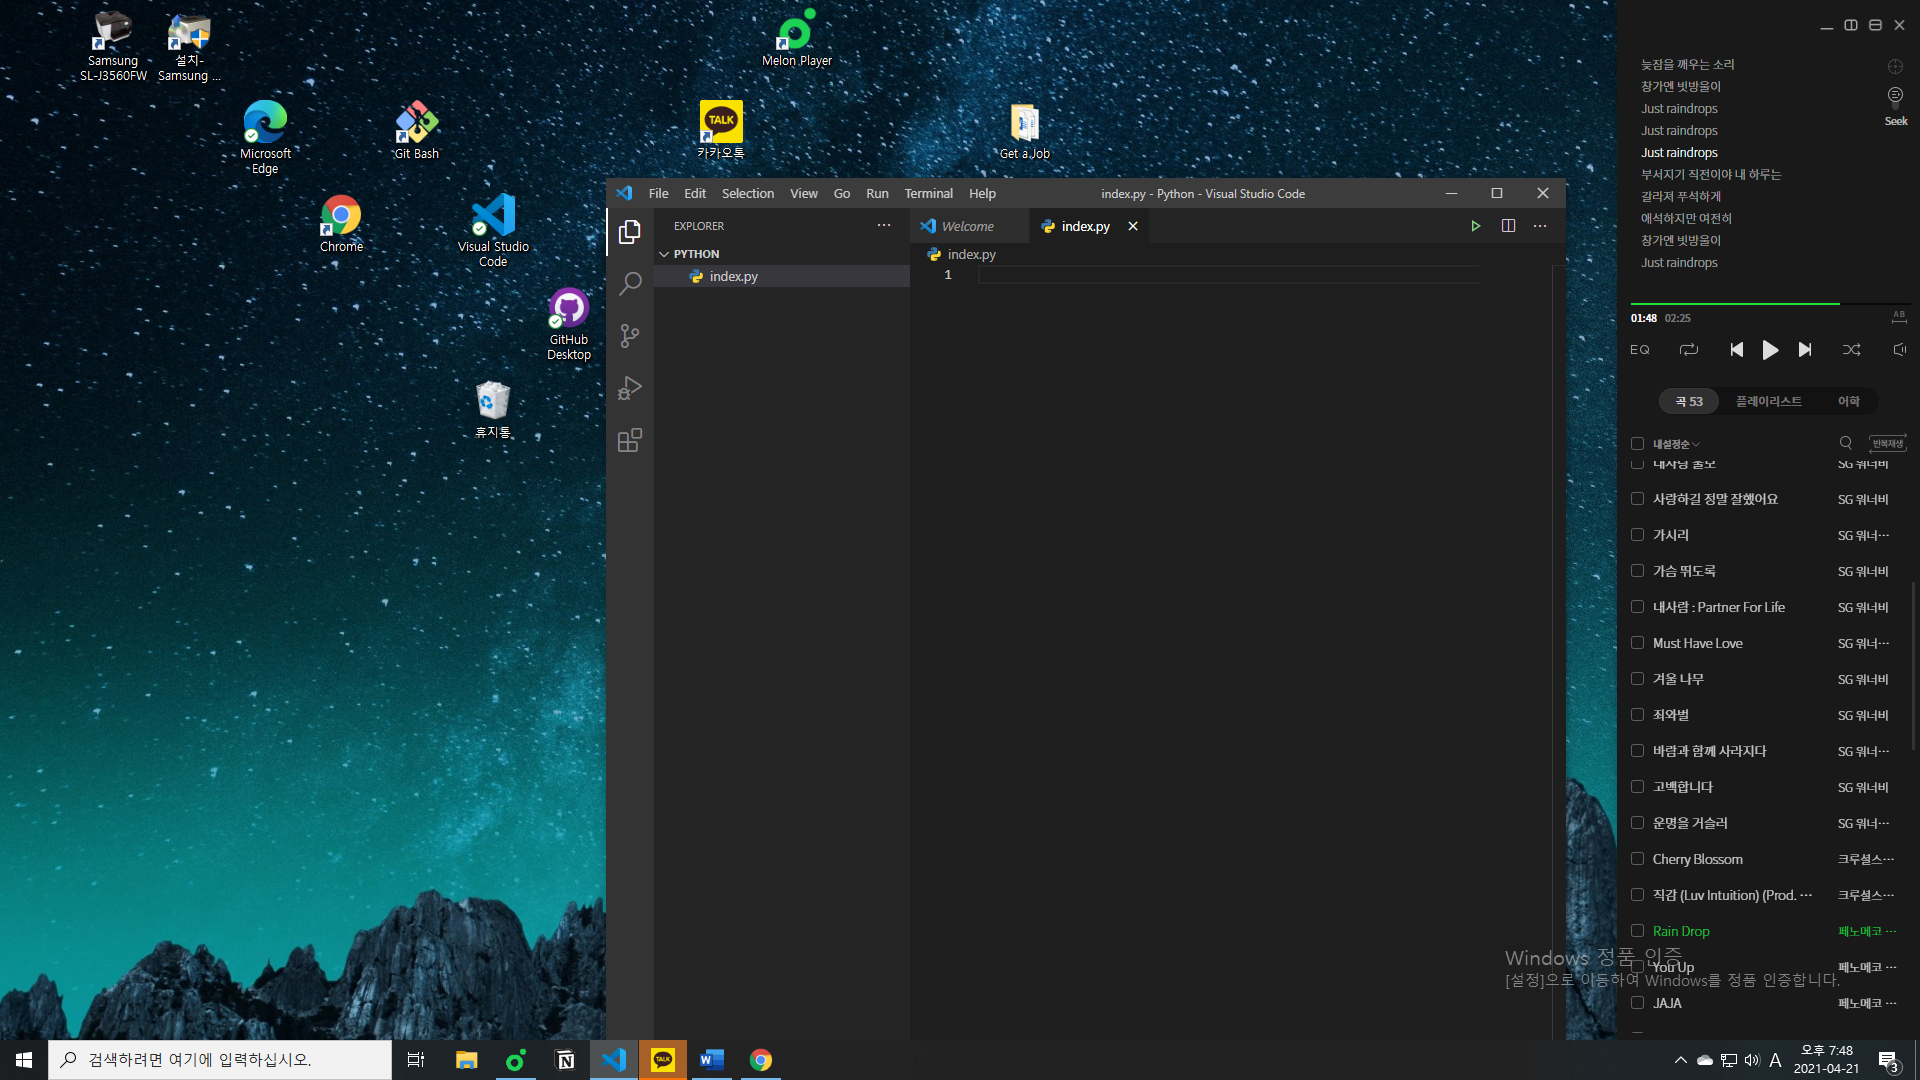 Samsung
SL-J3560FW
설치-
Samsung ...
Melon Player
Microsoft
Edge
Git Bash
TALK
카카오톡
Get a Job
Chrome
Visual Studio
Code
GitHub
Desktop
휴지통
File Edit Selection View Go Run Terminal Help
index.py - Python - Visual Studio Code
EXPLORER
PYTHON
index.py
Welcome
index.py
index.py
1
늦잠을 깨우는 소리
창가엔 빗방울이
Just raindrops
Just raindrops
Just raindrops
부서지기 직전이야 내 하루는
갈라져 푸석하게
애석하지만 여전히
창가엔 빗방울이
Just raindrops
Seek
01:48 02:25
AB
EQ
곡 53 플레이리스트 어학
내설정순 반복재생
내사랑 울보 SG 워너비
사랑하길 정말 잘했어요 SG 워너비
가시리 SG 워너…
가슴 뛰도록 SG 워너비
내사람 : Partner For Life SG 워너비
Must Have Love SG 워너…
겨울 나무 SG 워너비
죄와벌 SG 워너비
바람과 함께 사라지다 SG 워너…
고백합니다 SG 워너비
운명을 거슬러 SG 워너…
Cherry Blossom 크루셜스…
직감 (Luv Intuition) (Prod. … 크루셜스…
Rain Drop 페노메코 …
You Up 페노메코 …
JAJA 페노메코 …
Windows 정품 인증
[설정]으로 이동하여 Windows를 정품 인증합니다.
검색하려면 여기에 입력하십시오.
TALK
A
오후 7:48
2021-04-21
3